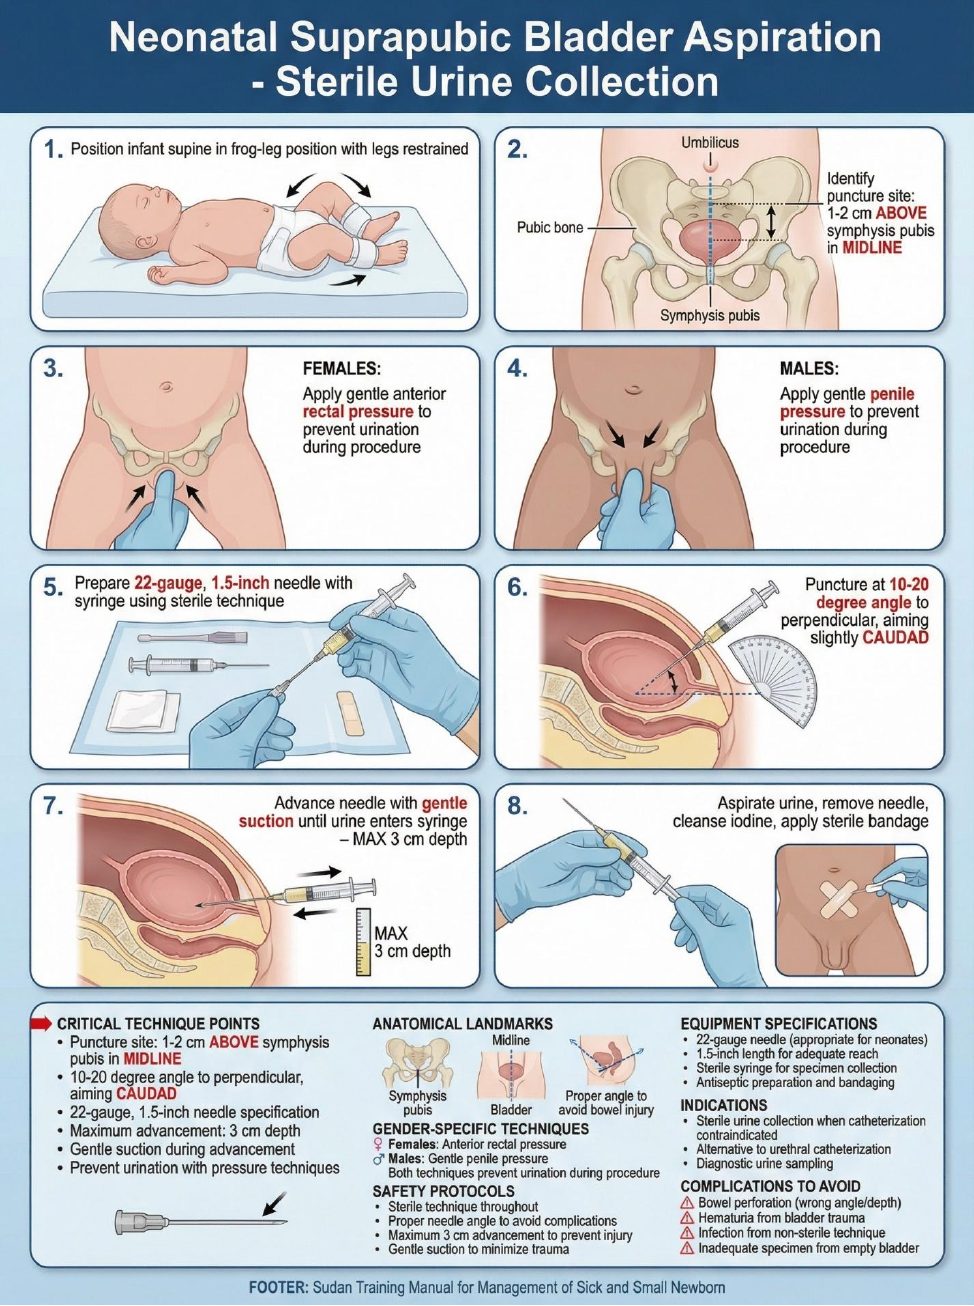 Neonatal Suprapubic Bladder Aspiration
- Sterile Urine Collection
1. Position infant supine in frog-leg position with legs restrained
2.
Umbilicus
Identify
puncture site:
1-2 cm ABOVE
symphysis pubis
in MIDLINE
Pubic bone
Symphysis pubis
3.
FEMALES:
Apply gentle anterior
rectal pressure to
prevent urination
during procedure
4.
MALES:
Apply gentle penile
pressure to prevent
urination during
procedure
5. Prepare 22-gauge, 1.5-inch needle with
syringe using sterile technique
6.
Puncture at 10-20
degree angle to
perpendicular, aiming
slightly CAUDAD
7.
Advance needle with gentle
suction until urine enters syringe
– MAX 3 cm depth
MAX
3 cm depth
8.
Aspirate urine, remove needle,
cleanse iodine, apply sterile bandage
CRITICAL TECHNIQUE POINTS
• Puncture site: 1-2 cm ABOVE symphysis
pubis in MIDLINE
• 10-20 degree angle to perpendicular,
aiming CAUDAD
• 22-gauge, 1.5-inch needle specification
• Maximum advancement: 3 cm depth
• Gentle suction during advancement
• Prevent urination with pressure techniques
ANATOMICAL LANDMARKS
Midline
Symphysis
pubis
Bladder
Proper angle to
avoid bowel injury
GENDER-SPECIFIC TECHNIQUES
♀ Females: Anterior rectal pressure
♂ Males: Gentle penile pressure
Both techniques prevent urination during procedure
SAFETY PROTOCOLS
• Sterile technique throughout
• Proper needle angle to avoid complications
• Maximum 3 cm advancement to prevent injury
• Gentle suction to minimize trauma
EQUIPMENT SPECIFICATIONS
• 22-gauge needle (appropriate for neonates)
• 1.5-inch length for adequate reach
• Sterile syringe for specimen collection
• Antiseptic preparation and bandaging
INDICATIONS
• Sterile urine collection when catheterization
contraindicated
• Alternative to urethral catheterization
• Diagnostic urine sampling
COMPLICATIONS TO AVOID
⚠ Bowel perforation (wrong angle/depth)
⚠ Hematuria from bladder trauma
⚠ Infection from non-sterile technique
⚠ Inadequate specimen from empty bladder
FOOTER: Sudan Training Manual for Management of Sick and Small Newborn